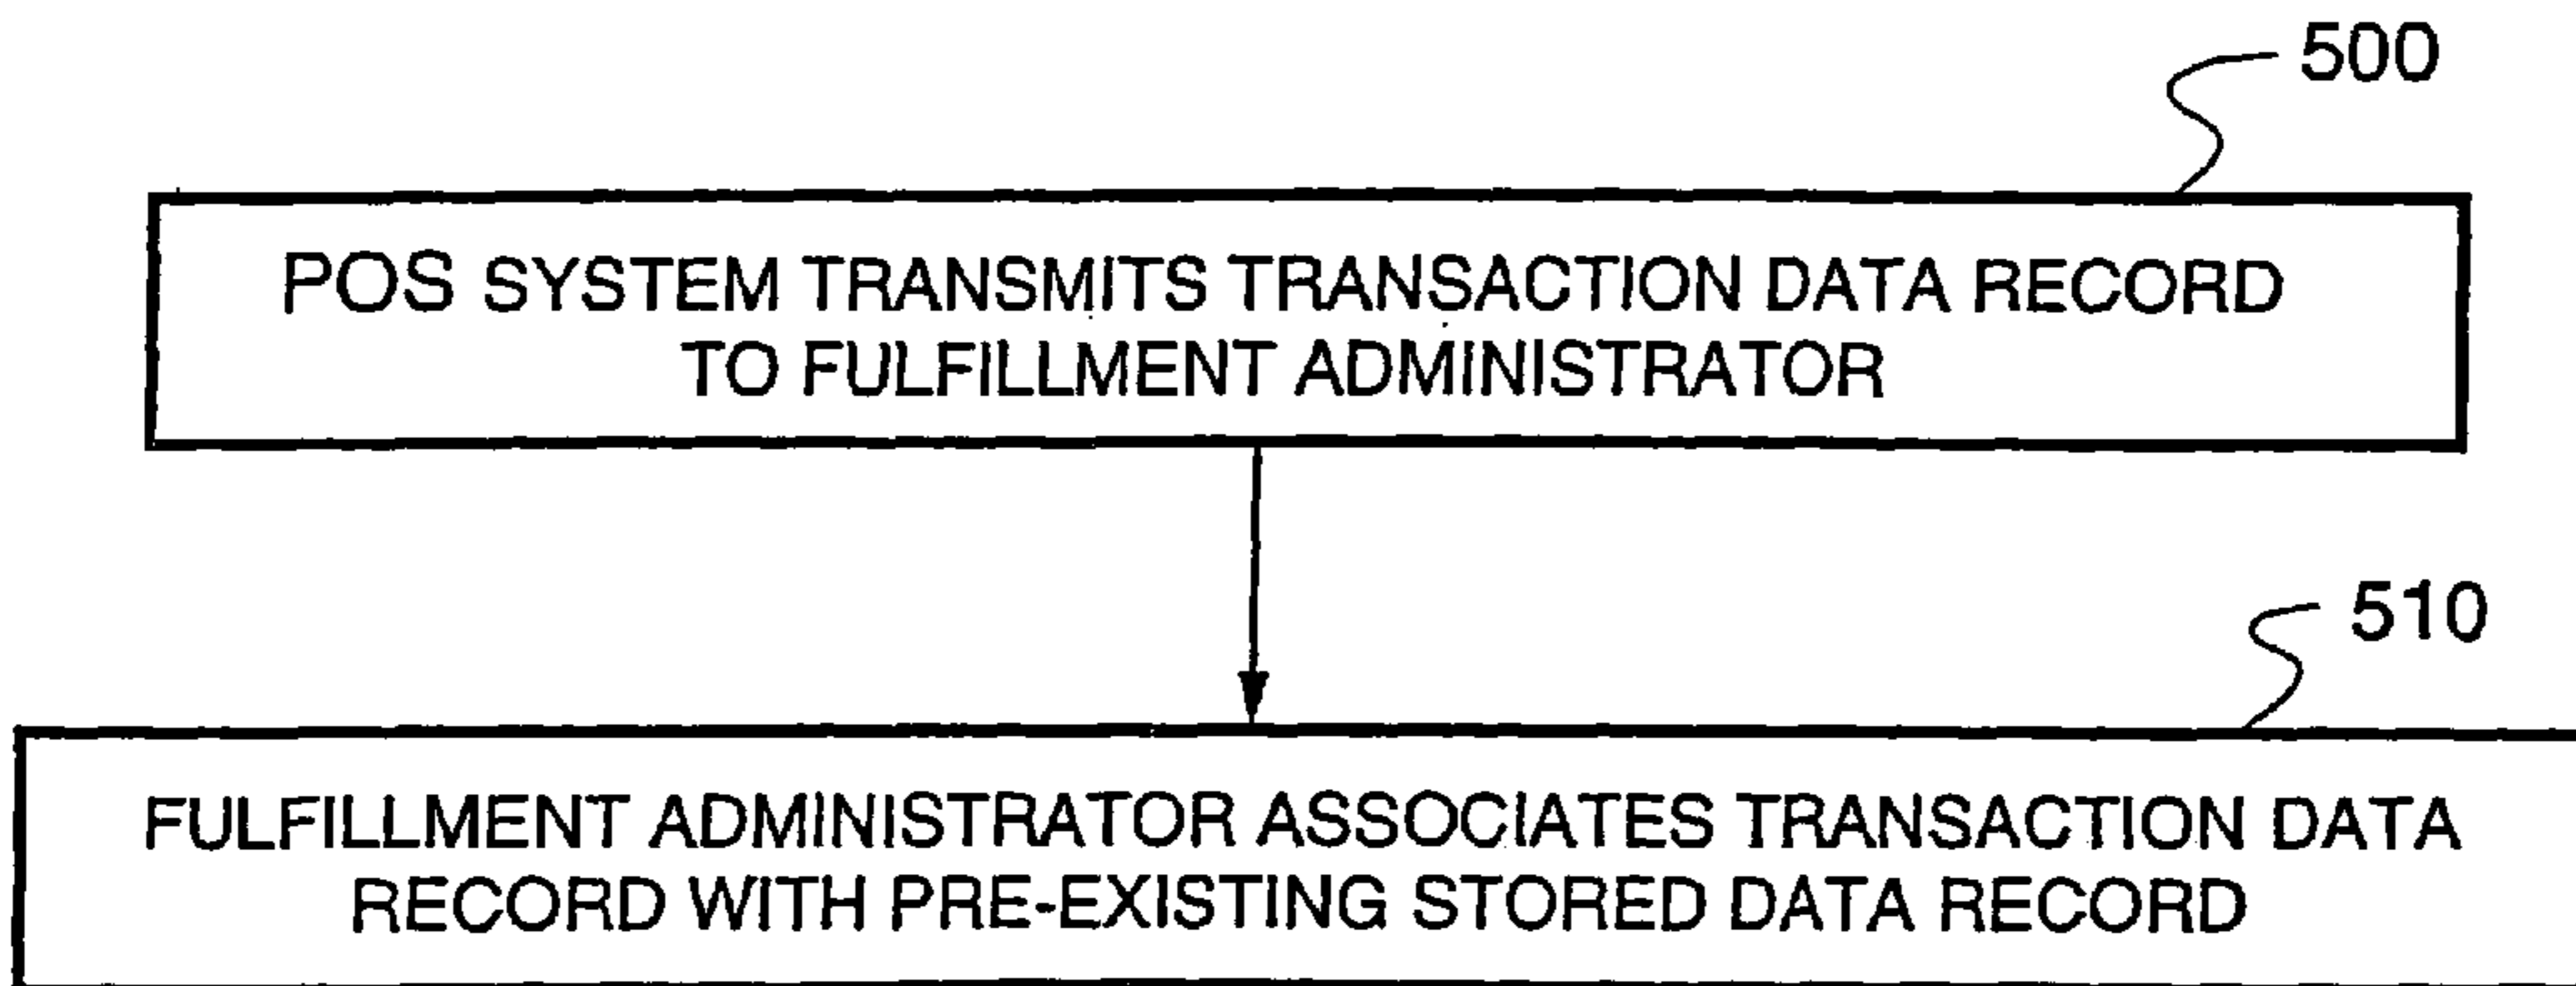 500
POS SYSTEM TRANSMITS TRANSACTION DATA RECORD
TO FULFILLMENT ADMINISTRATOR
510
FULFILLMENT ADMINISTRATOR ASSOCIATES TRANSACTION DATA
RECORD WITH PRE-EXISTING STORED DATA RECORD